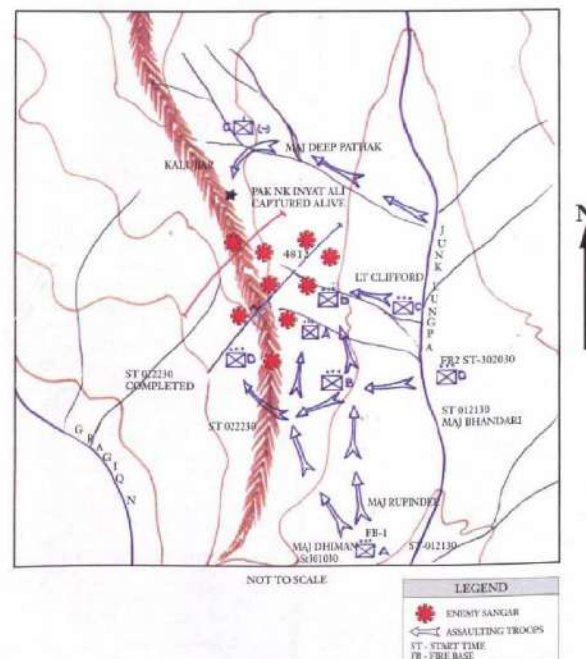 MAJ DEEP PATHAK
KALUBAR
PAK NK INYAT ALI
CAPTURED ALIVE
N
4812
JUNK LUNGPA
LT CLIFFORD
B
C
A
D
B
D
FB2 ST-302030
ST 022230
COMPLETED
ST 012130
MAJ BHANDARI
ST 022230
GRAGIO N
MAJ RUPINDER
FB-1
MAJ DHIMAN
St301030
A
ST-012130
NOT TO SCALE
LEGEND
ENEMY SANGAR
ASSAULTING TROOPS
ST - START TIME
FB - FIRE BASE